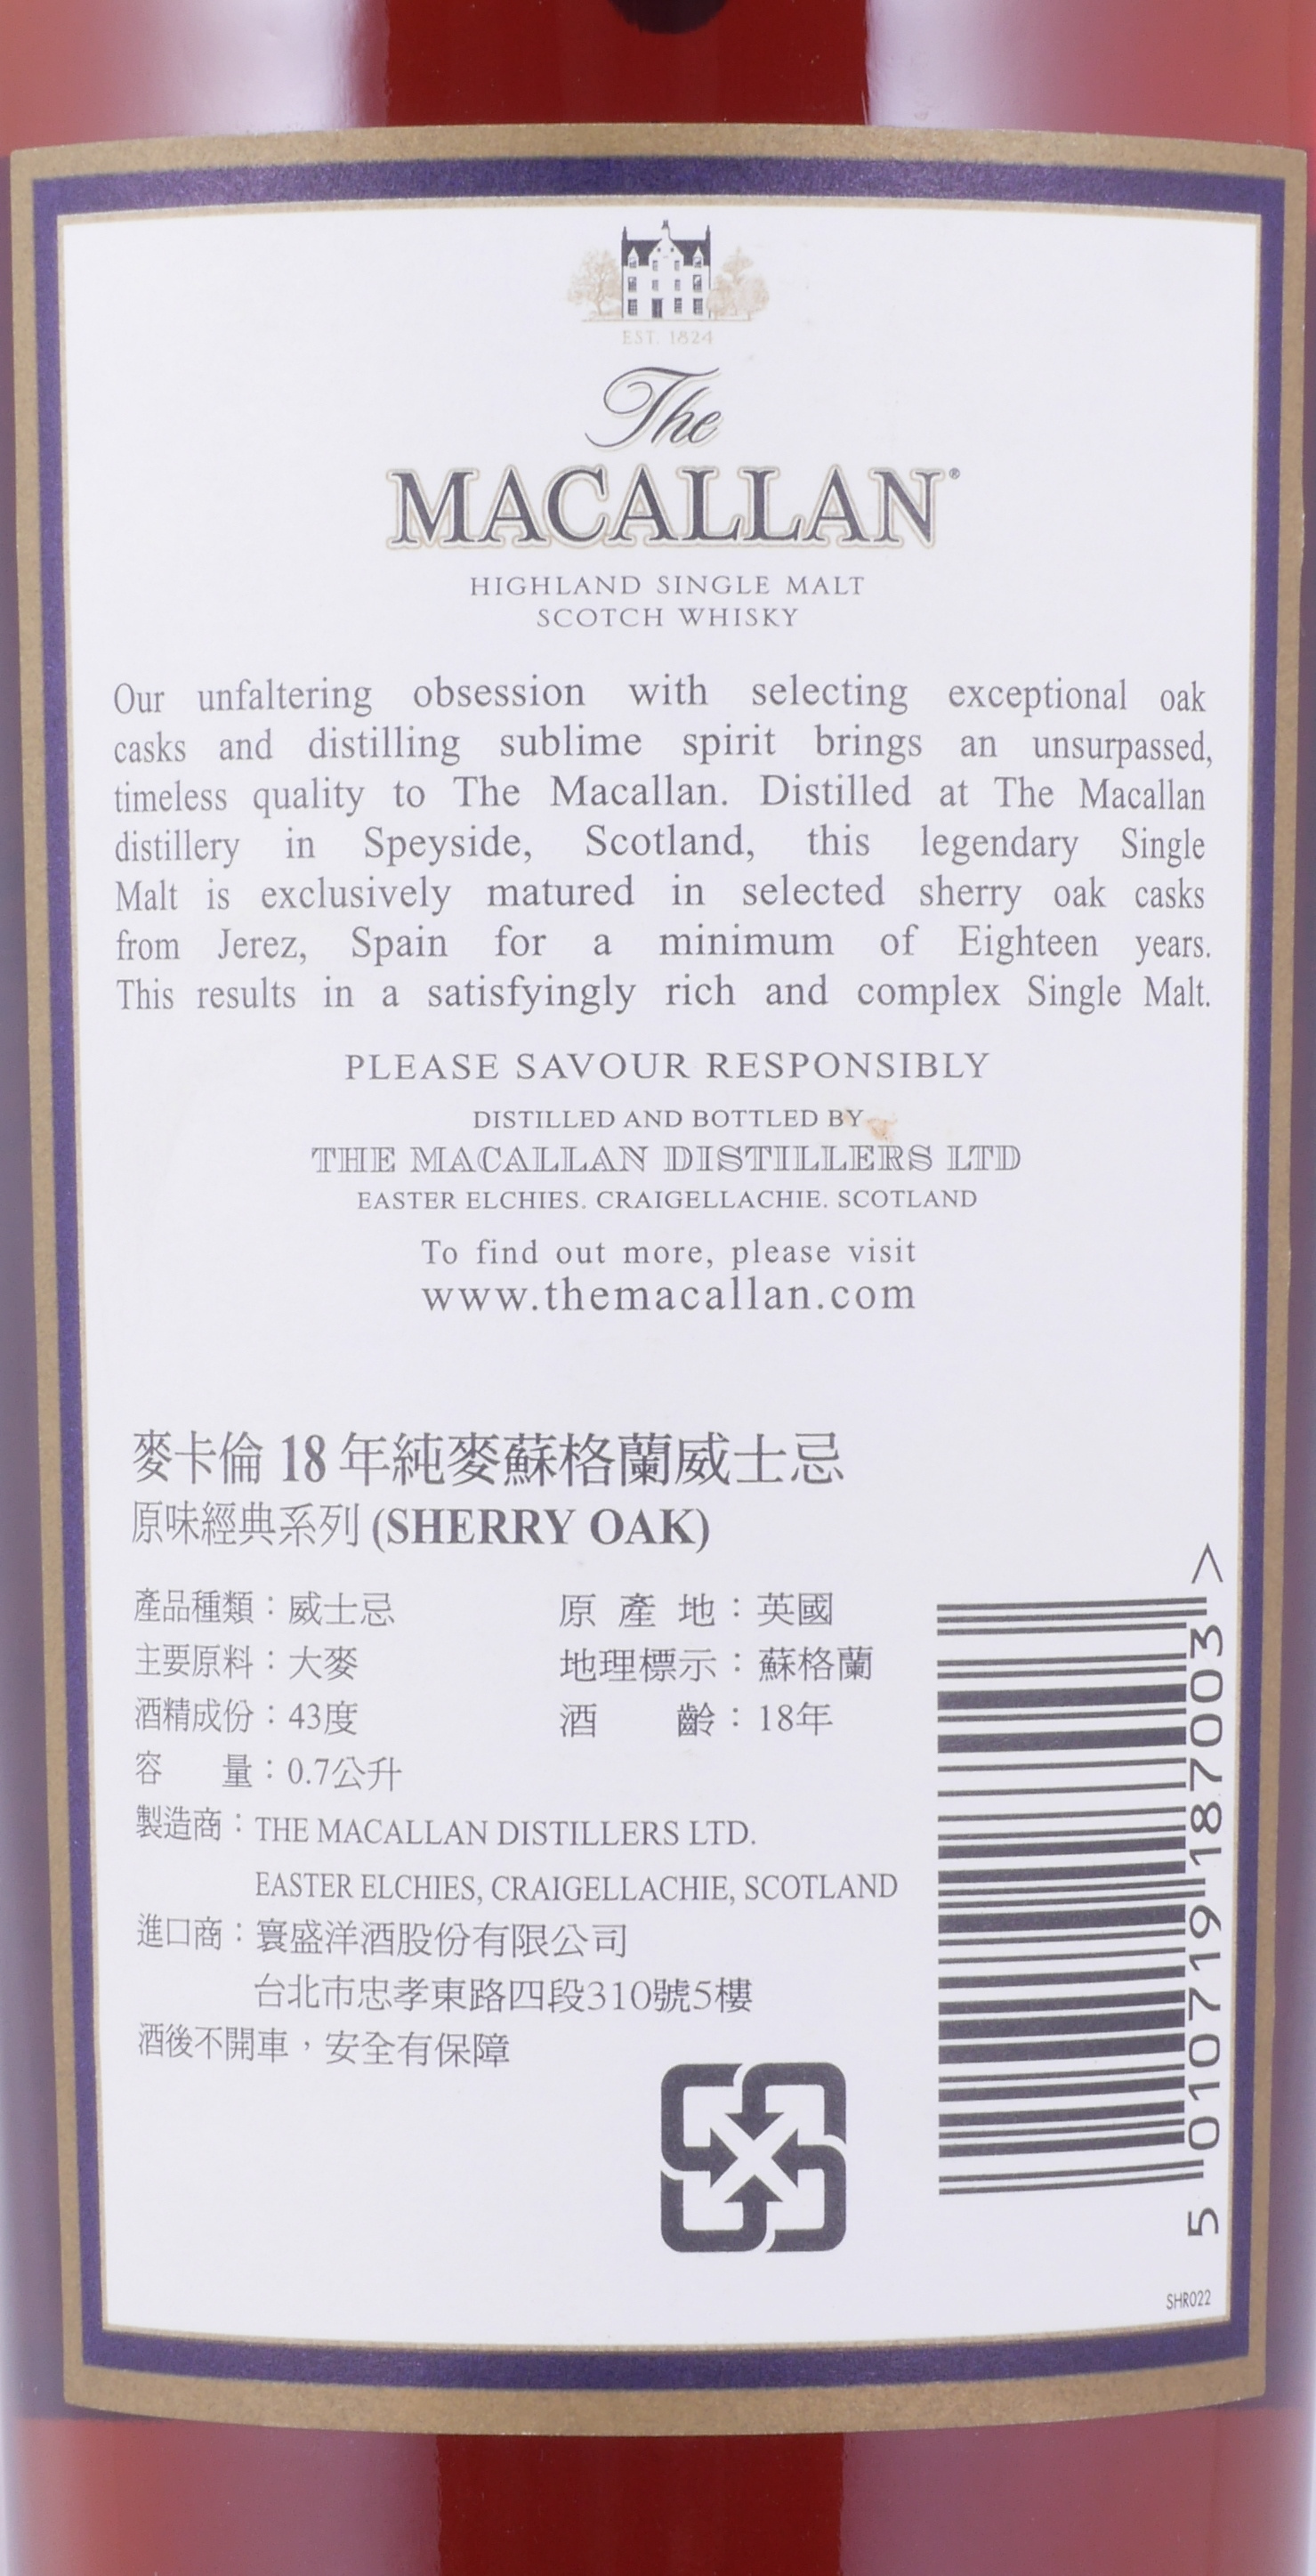 EST. 1824
The
MACALLAN®
HIGHLAND SINGLE MALT
SCOTCH WHISKY
Our unfaltering obsession with selecting exceptional oak
casks and distilling sublime spirit brings an unsurpassed,
timeless quality to The Macallan. Distilled at The Macallan
distillery in Speyside, Scotland, this legendary Single
Malt is exclusively matured in selected sherry oak casks
from Jerez, Spain for a minimum of Eighteen years.
This results in a satisfyingly rich and complex Single Malt.
PLEASE SAVOUR RESPONSIBLY
DISTILLED AND BOTTLED BY
THE MACALLAN DISTILLERS LTD
EASTER ELCHIES. CRAIGELLACHIE. SCOTLAND
To find out more, please visit
www.themacallan.com
麥卡倫 18 年純麥蘇格蘭威士忌
原味經典系列 (SHERRY OAK)
產品種類：威士忌 原產地：英國
主要原料：大麥 地理標示：蘇格蘭
酒精成份：43度 酒齡：18年
容量：0.7公升
製造商：THE MACALLAN DISTILLERS LTD.
EASTER ELCHIES, CRAIGELLACHIE, SCOTLAND
進口商：寰盛洋酒股份有限公司
台北市忠孝東路四段310號5樓
酒後不開車，安全有保障
5 010719 187003 >
SHR022